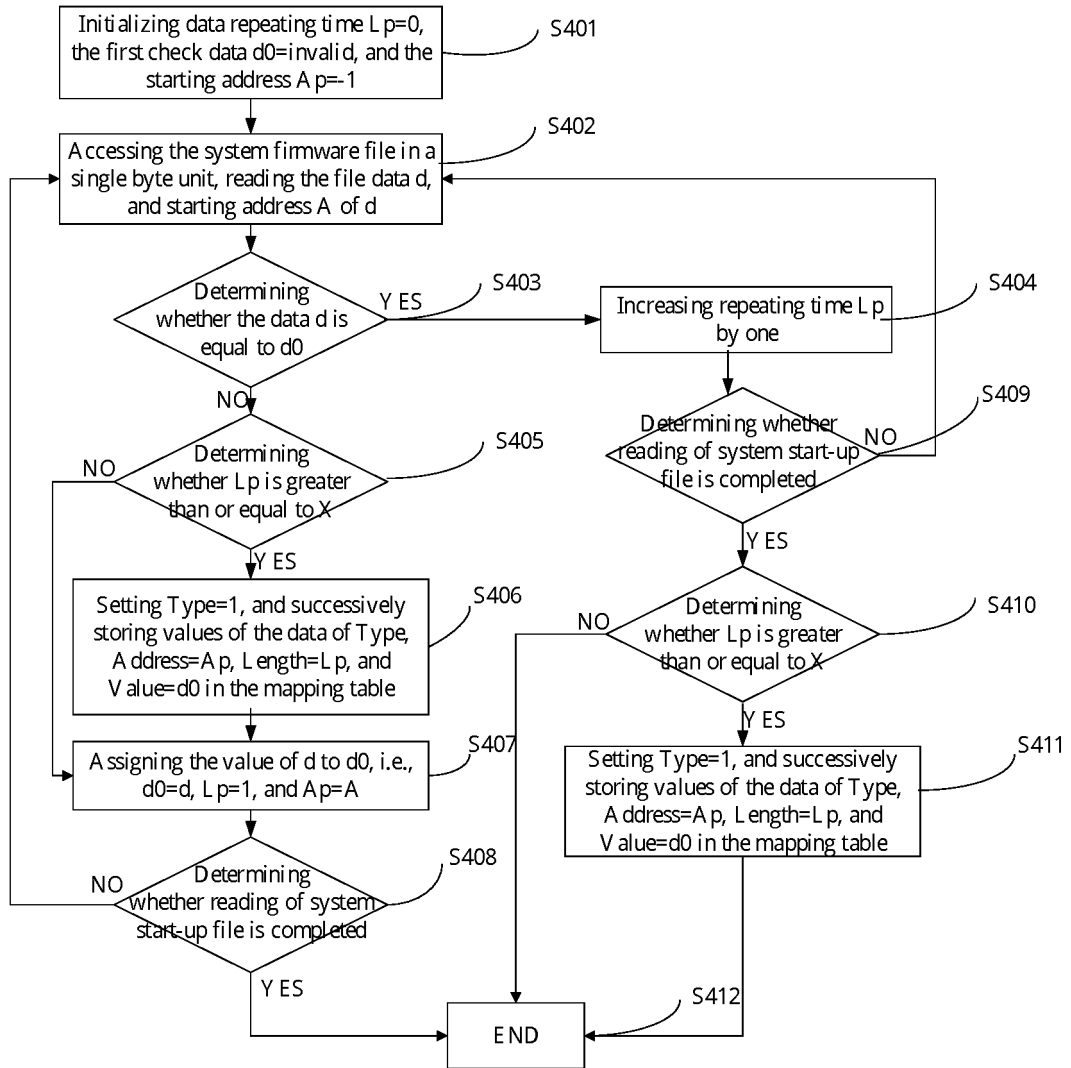 Initializing data repeating time Lp=0,
the first check data d0=invalid, and the
starting address Ap=-1
S401
Accessing the system firmware file in a
single byte unit, reading the file data d,
and starting address A of d
S402
Determining
whether the data d is
equal to d0
YES
S403
Increasing repeating time Lp
by one
S404
NO
Determining
whether Lp is greater
than or equal to X
NO
S405
Determining whether
reading of system start-up
file is completed
NO
S409
YES
YES
Setting Type=1, and successively
storing values of the data of Type,
Address=Ap, Length=Lp, and
Value=d0 in the mapping table
S406
Determining
whether Lp is greater
than or equal to X
NO
S410
YES
Assigning the value of d to d0, i.e.,
d0=d, Lp=1, and Ap=A
S407
Setting Type=1, and successively
storing values of the data of Type,
Address=Ap, Length=Lp, and
Value=d0 in the mapping table
S411
Determining
whether reading of system
start-up file is completed
NO
S408
YES
END
S412